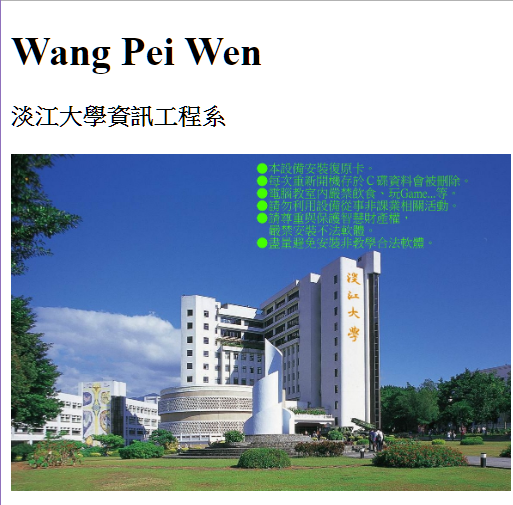 Wang Pei Wen
淡江大學資訊工程系
●本設備安裝復原卡。
●每次重新開機存於C碟資料會被刪除。
●電腦教室內嚴禁飲食、玩Game...等。
●請勿利用設備從事非課業相關活動。
●請尊重與保護智慧財產權，
嚴禁安裝不法軟體。
●盡量避免安裝非教學合法軟體。
淡江大學